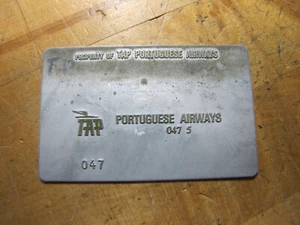 PROPERTY OF TAP PORTUGUESE AIRWAYS
TAP PORTUGUESE AIRWAYS
047 5
047